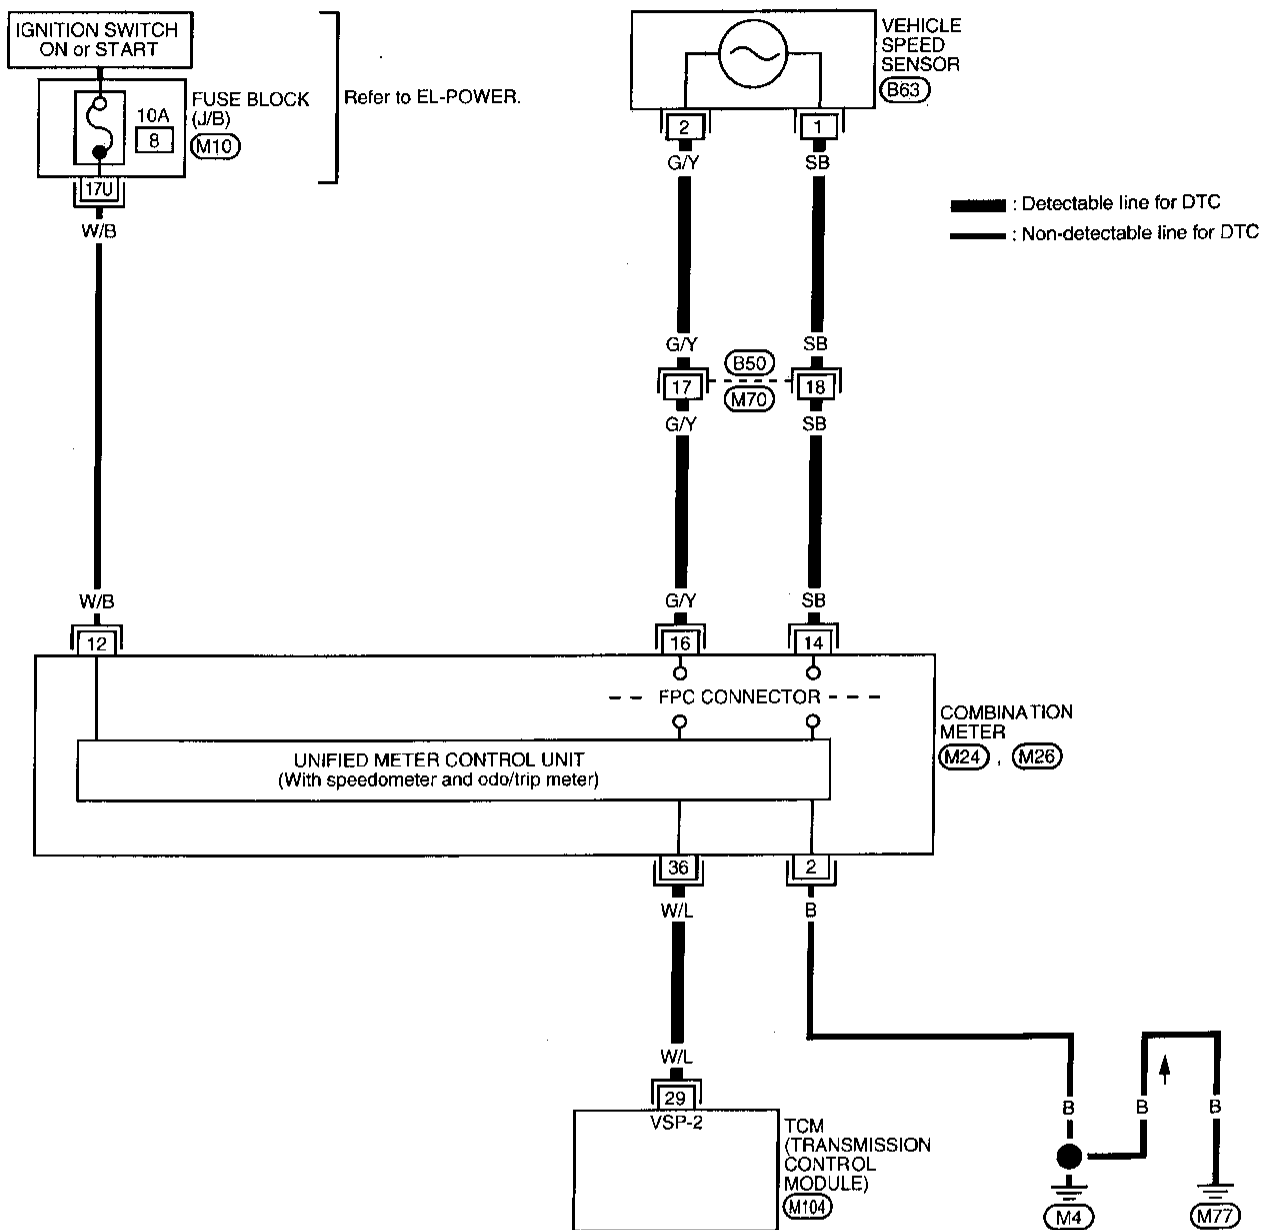 IGNITION SWITCH
ON or START
FUSE BLOCK
(J/B)
M10
10A
8
17U
W/B
Refer to EL-POWER.
VEHICLE
SPEED
SENSOR
B63
2
1
G/Y
SB
: Detectable line for DTC
: Non-detectable line for DTC
G/Y
SB
B50
17
18
M70
G/Y
SB
W/B
G/Y
SB
12
16
14
FPC CONNECTOR
COMBINATION
METER
M24 , M26
UNIFIED METER CONTROL UNIT
(With speedometer and odo/trip meter)
36
2
W/L
B
W/L
29
VSP-2
TCM
(TRANSMISSION
CONTROL
MODULE)
M104
B
B
B
M4
M77